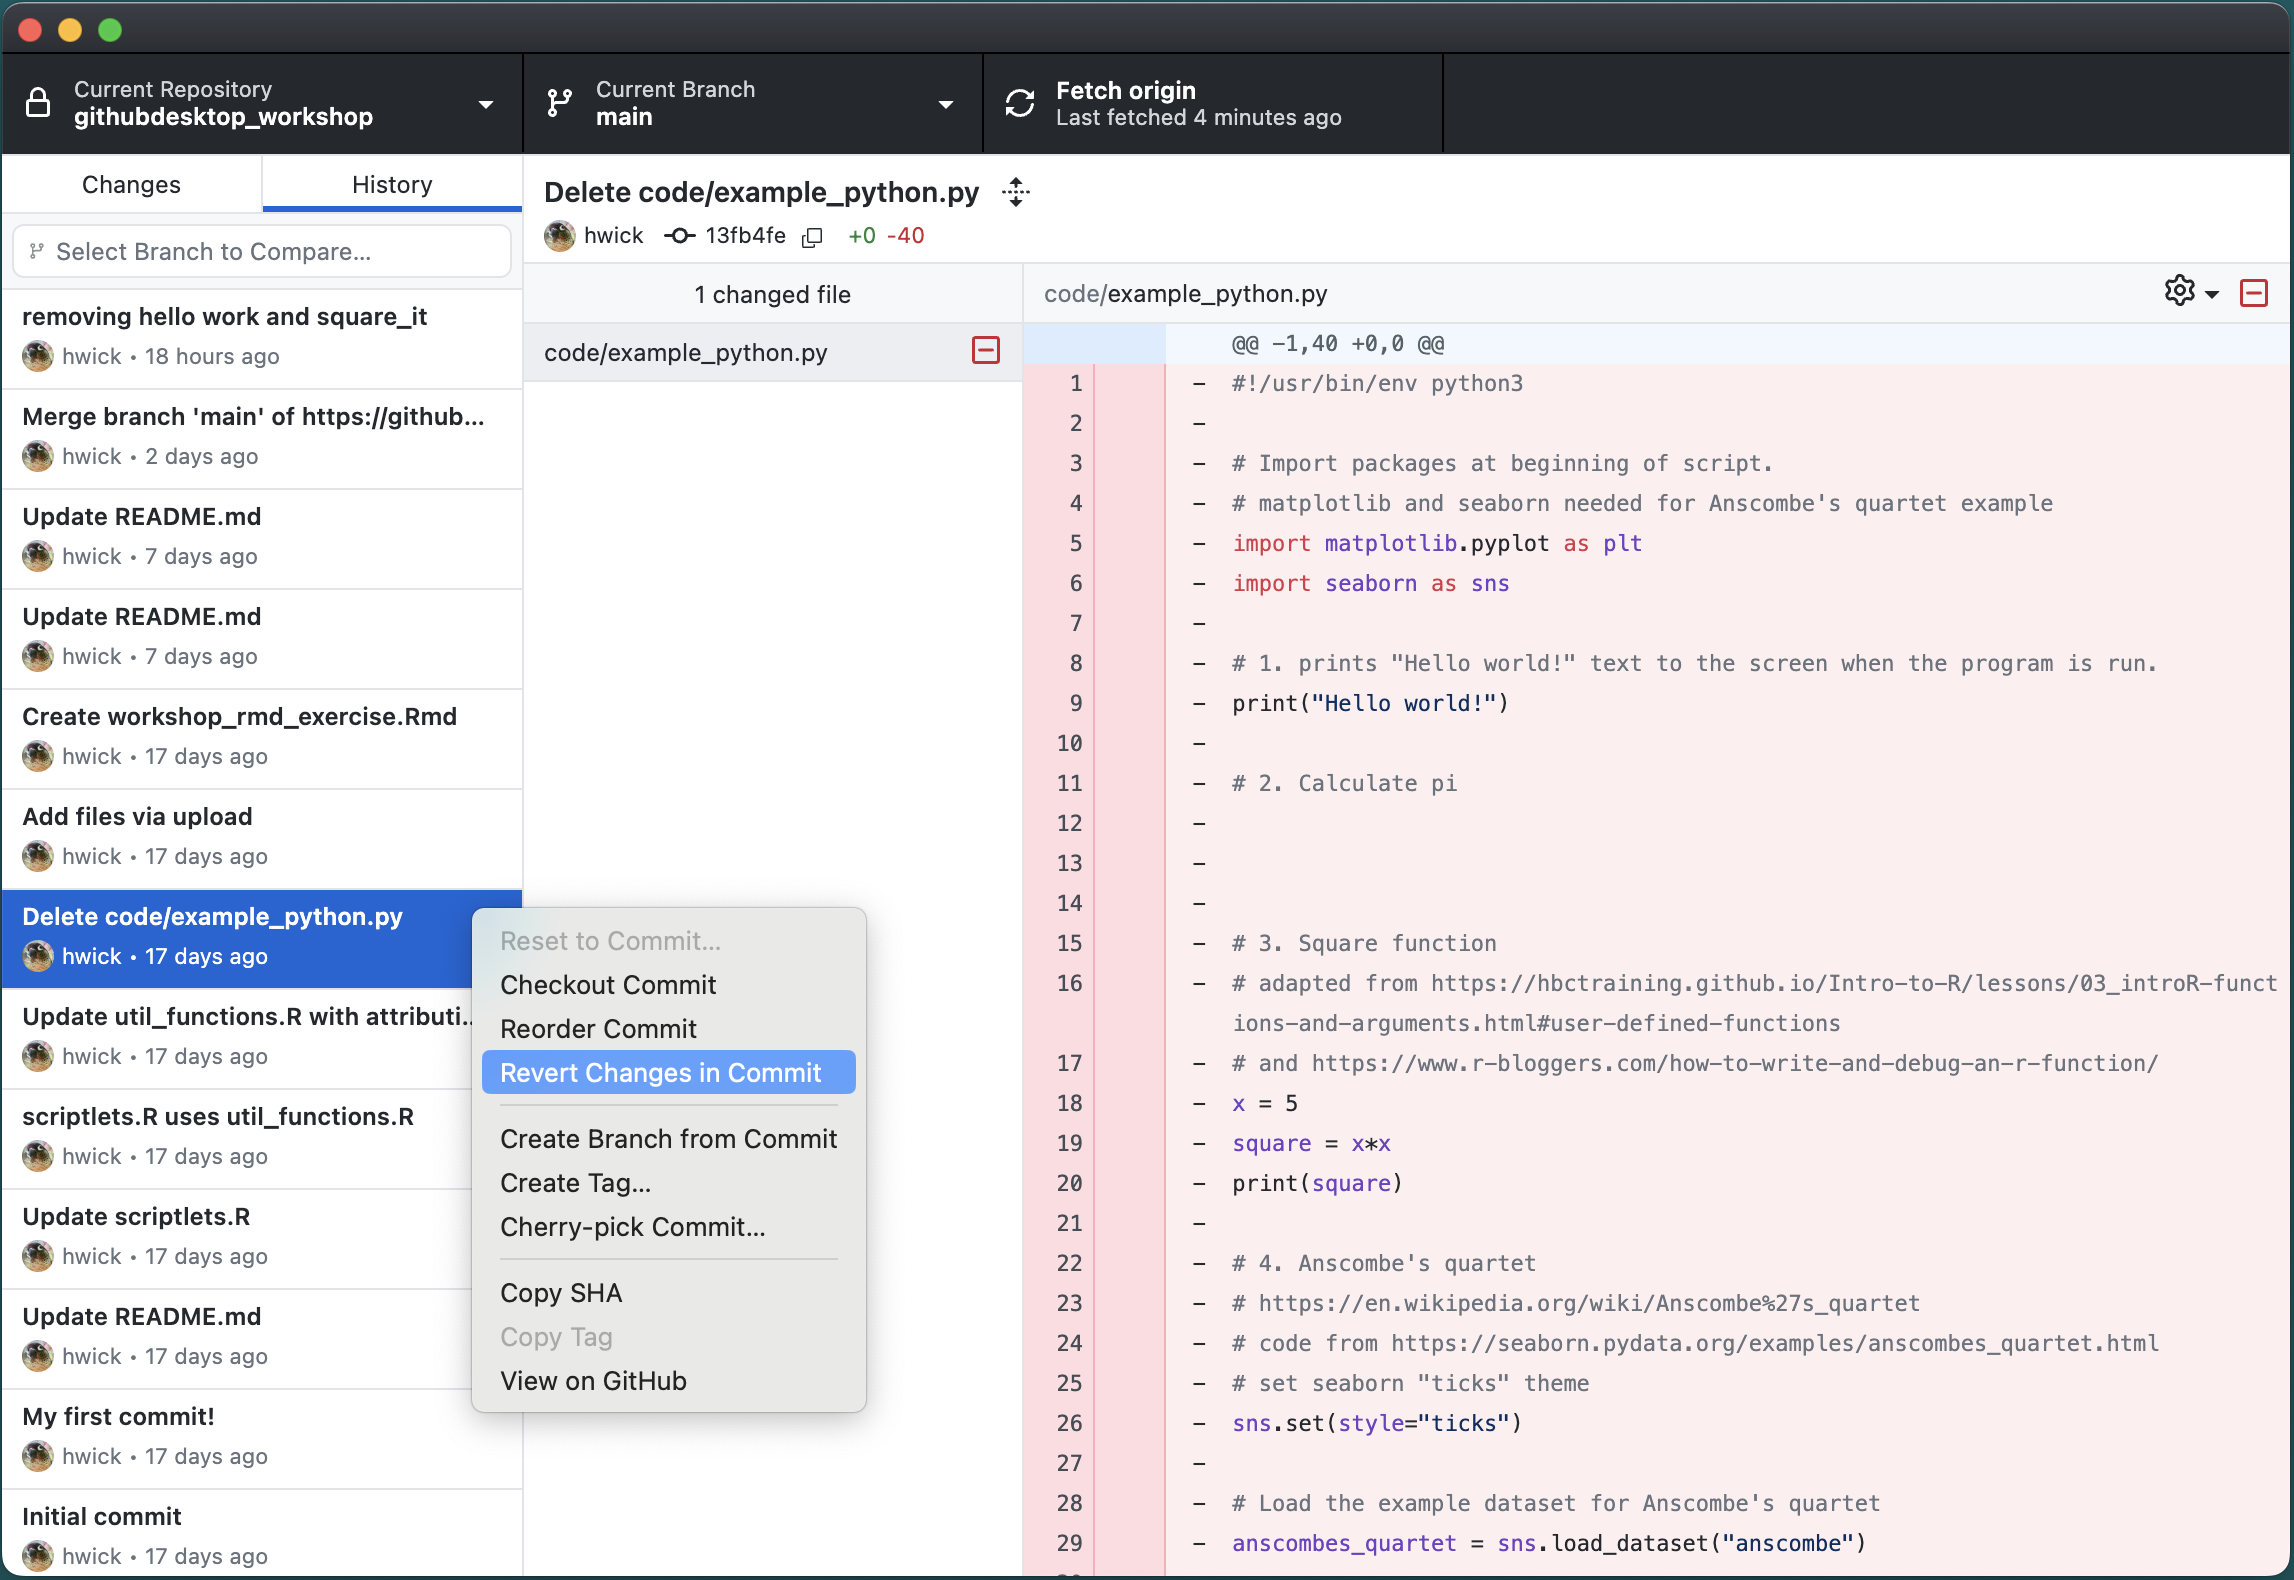 Current Repository
githubdesktop_workshop
Current Branch
main
Fetch origin
Last fetched 4 minutes ago
Changes
History
Select Branch to Compare...
removing hello work and square_it
hwick • 18 hours ago
Merge branch 'main' of https://github...
hwick • 2 days ago
Update README.md
hwick • 7 days ago
Update README.md
hwick • 7 days ago
Create workshop_rmd_exercise.Rmd
hwick • 17 days ago
Add files via upload
hwick • 17 days ago
Delete code/example_python.py
hwick • 17 days ago
Update util_functions.R with attributi..
hwick • 17 days ago
scriptlets.R uses util_functions.R
hwick • 17 days ago
Update scriptlets.R
hwick • 17 days ago
Update README.md
hwick • 17 days ago
My first commit!
hwick • 17 days ago
Initial commit
hwick • 17 days ago
Reset to Commit...
Checkout Commit
Reorder Commit
Revert Changes in Commit
Create Branch from Commit
Create Tag...
Cherry-pick Commit...
Copy SHA
Copy Tag
View on GitHub
Delete code/example_python.py
hwick 13fb4fe +0 -40
1 changed file
code/example_python.py
code/example_python.py
@@ -1,40 +0,0 @@
1 - #!/usr/bin/env python3
2 -
3 - # Import packages at beginning of script.
4 - # matplotlib and seaborn needed for Anscombe's quartet example
5 - import matplotlib.pyplot as plt
6 - import seaborn as sns
7 -
8 - # 1. prints "Hello world!" text to the screen when the program is run.
9 - print("Hello world!")
10 -
11 - # 2. Calculate pi
12 -
13 -
14 -
15 - # 3. Square function
16 - # adapted from https://hbctraining.github.io/Intro-to-R/lessons/03_introR-funct
ions-and-arguments.html#user-defined-functions
17 - # and https://www.r-bloggers.com/how-to-write-and-debug-an-r-function/
18 - x = 5
19 - square = x*x
20 - print(square)
21 -
22 - # 4. Anscombe's quartet
23 - # https://en.wikipedia.org/wiki/Anscombe%27s_quartet
24 - # code from https://seaborn.pydata.org/examples/anscombes_quartet.html
25 - # set seaborn "ticks" theme
26 - sns.set(style="ticks")
27 -
28 - # Load the example dataset for Anscombe's quartet
29 - anscombes_quartet = sns.load_dataset("anscombe")